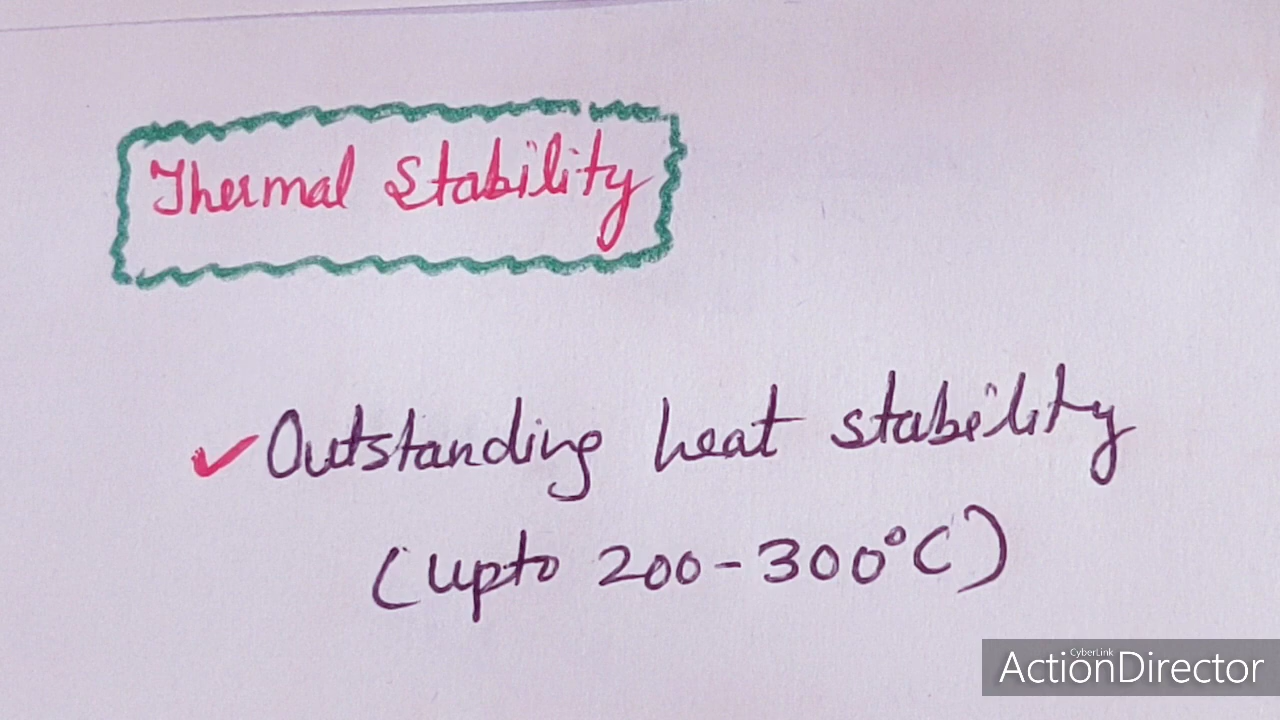 Thermal Stability
✓ Outstanding heat stability
(upto 200-300°C)
CyberLink
ActionDirector